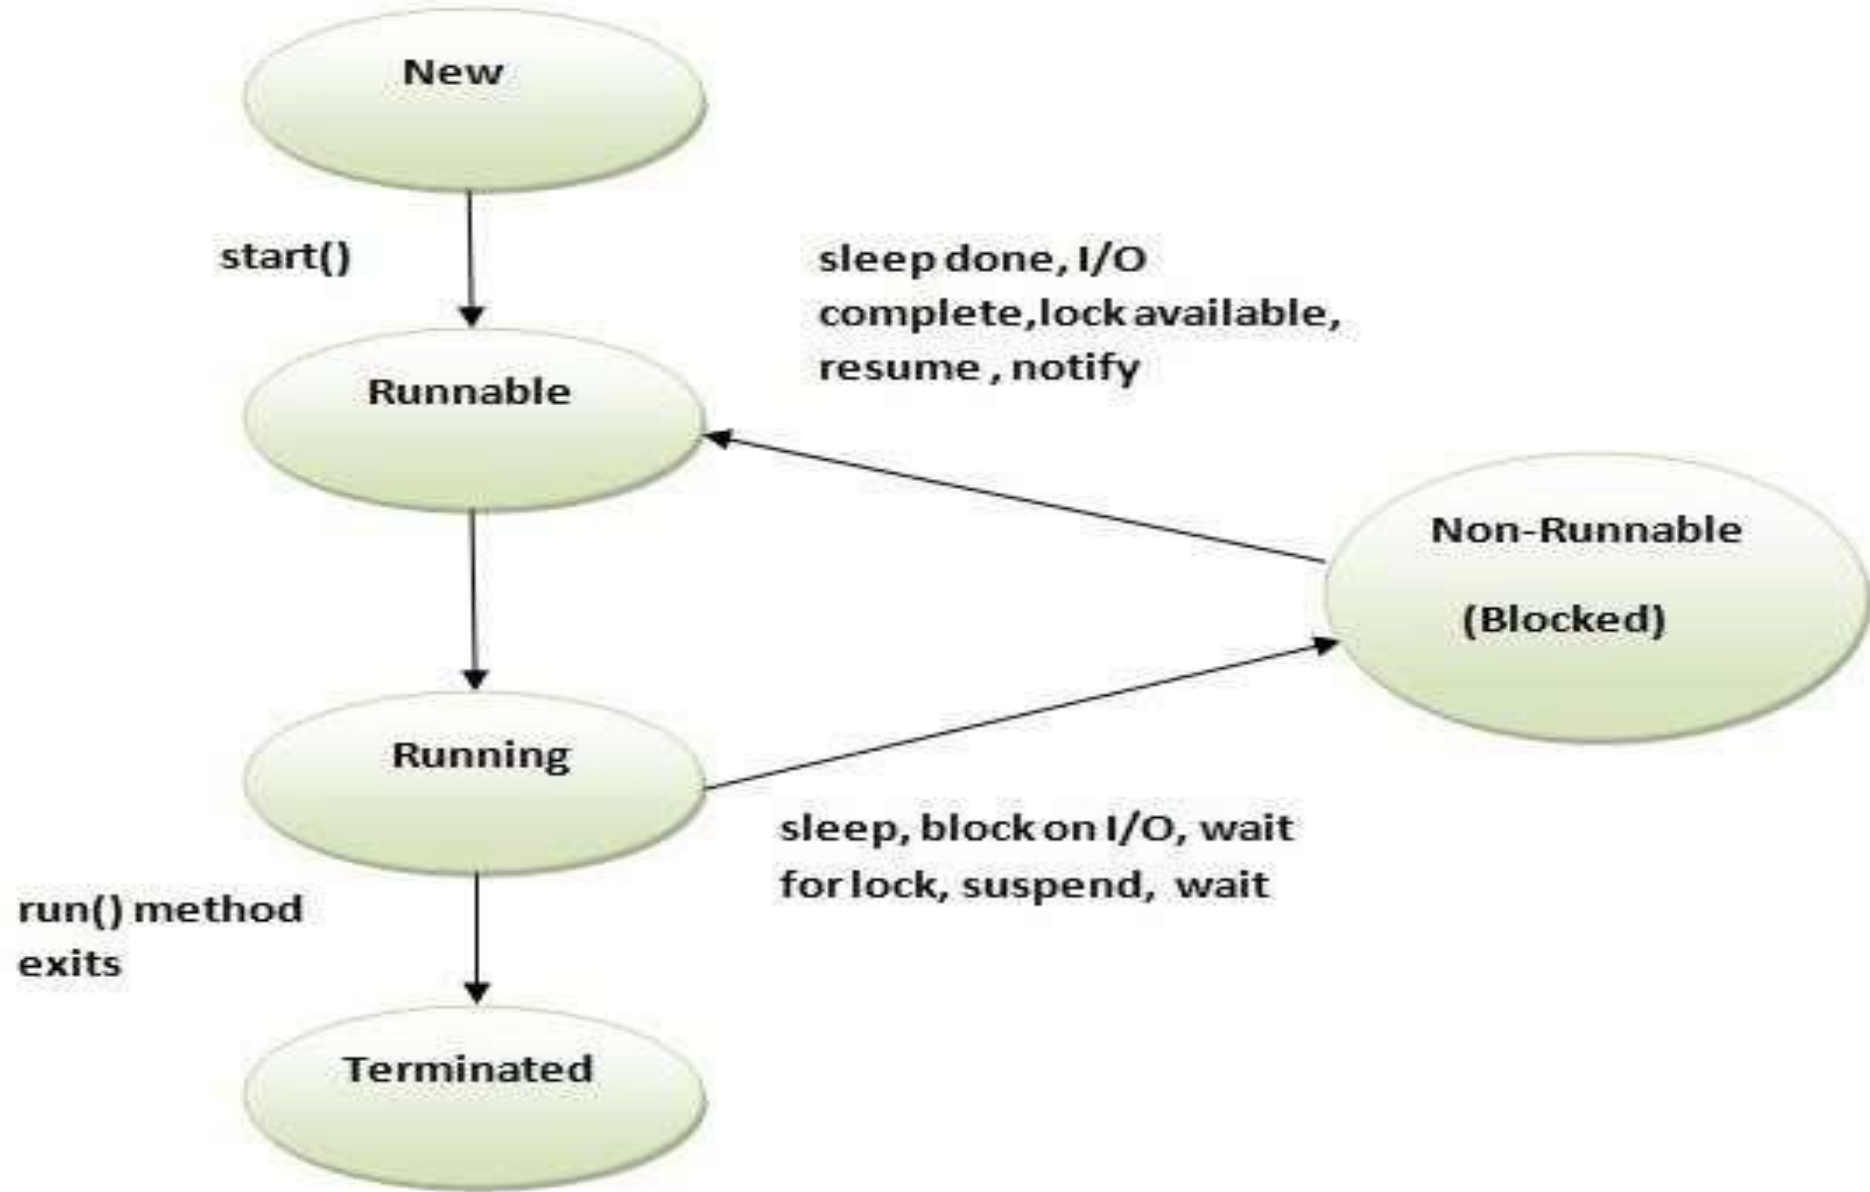 New
start()
sleep done, I/O
complete,lock available,
resume , notify
Runnable
Non-Runnable
(Blocked)
Running
sleep, block on I/O, wait
for lock, suspend, wait
run() method
exits
Terminated